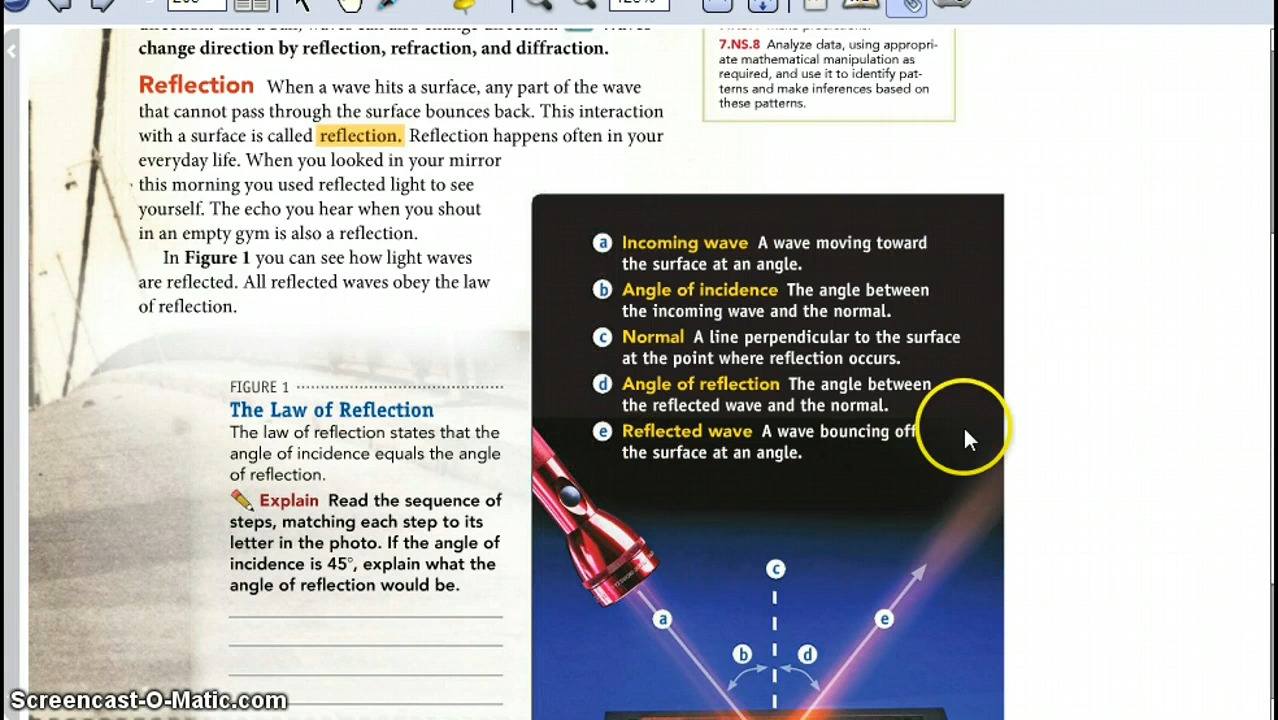 change direction by reflection, refraction, and diffraction.
7.NS.8 Analyze data, using appropri-
ate mathematical manipulation as
required, and use it to identify pat-
terns and make inferences based on
these patterns.
Reflection When a wave hits a surface, any part of the wave
that cannot pass through the surface bounces back. This interaction
with a surface is called reflection. Reflection happens often in your
everyday life. When you looked in your mirror
this morning you used reflected light to see
yourself. The echo you hear when you shout
in an empty gym is also a reflection.
In Figure 1 you can see how light waves
are reflected. All reflected waves obey the law
of reflection.
a Incoming wave A wave moving toward
the surface at an angle.
b Angle of incidence The angle between
the incoming wave and the normal.
c Normal A line perpendicular to the surface
at the point where reflection occurs.
d Angle of reflection The angle between
the reflected wave and the normal.
e Reflected wave A wave bouncing off
the surface at an angle.
FIGURE 1
The Law of Reflection
The law of reflection states that the
angle of incidence equals the angle
of reflection.
Explain Read the sequence of
steps, matching each step to its
letter in the photo. If the angle of
incidence is 45°, explain what the
angle of reflection would be.
c
a
e
b
d
Screencast-O-Matic.com